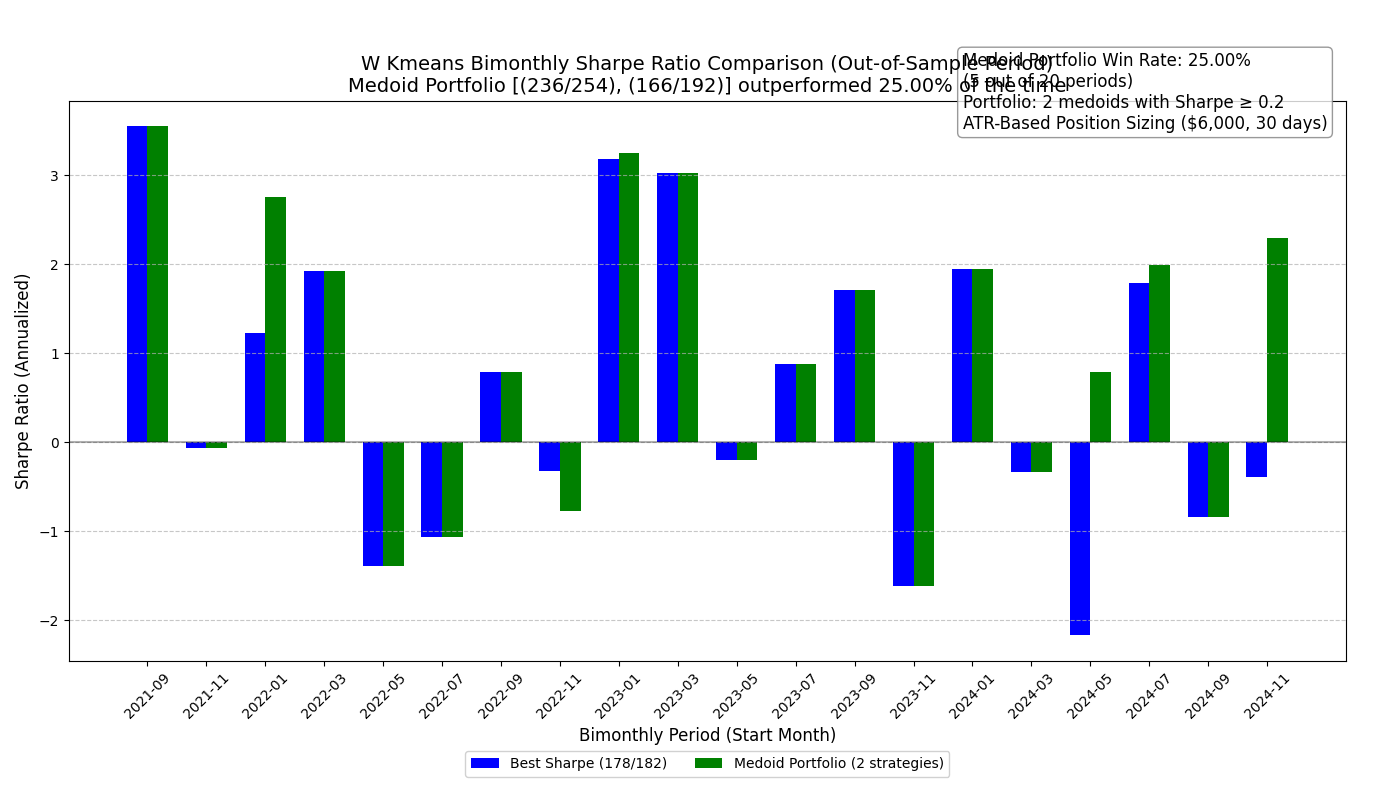 W Kmeans Bimonthly Sharpe Ratio Comparison (Out-of-Sample Period)
Medoid Portfolio [(236/254), (166/192)] outperformed 25.00% of the time
Medoid Portfolio Win Rate: 25.00%
(5 out of 20 periods)
Portfolio: 2 medoids with Sharpe ≥ 0.2
ATR-Based Position Sizing ($6,000, 30 days)
Sharpe Ratio (Annualized)
3
2
1
0
−1
−2
2021-09
2021-11
2022-01
2022-03
2022-05
2022-07
2022-09
2022-11
2023-01
2023-03
2023-05
2023-07
2023-09
2023-11
2024-01
2024-03
2024-05
2024-07
2024-09
2024-11
Bimonthly Period (Start Month)
Best Sharpe (178/182)
Medoid Portfolio (2 strategies)